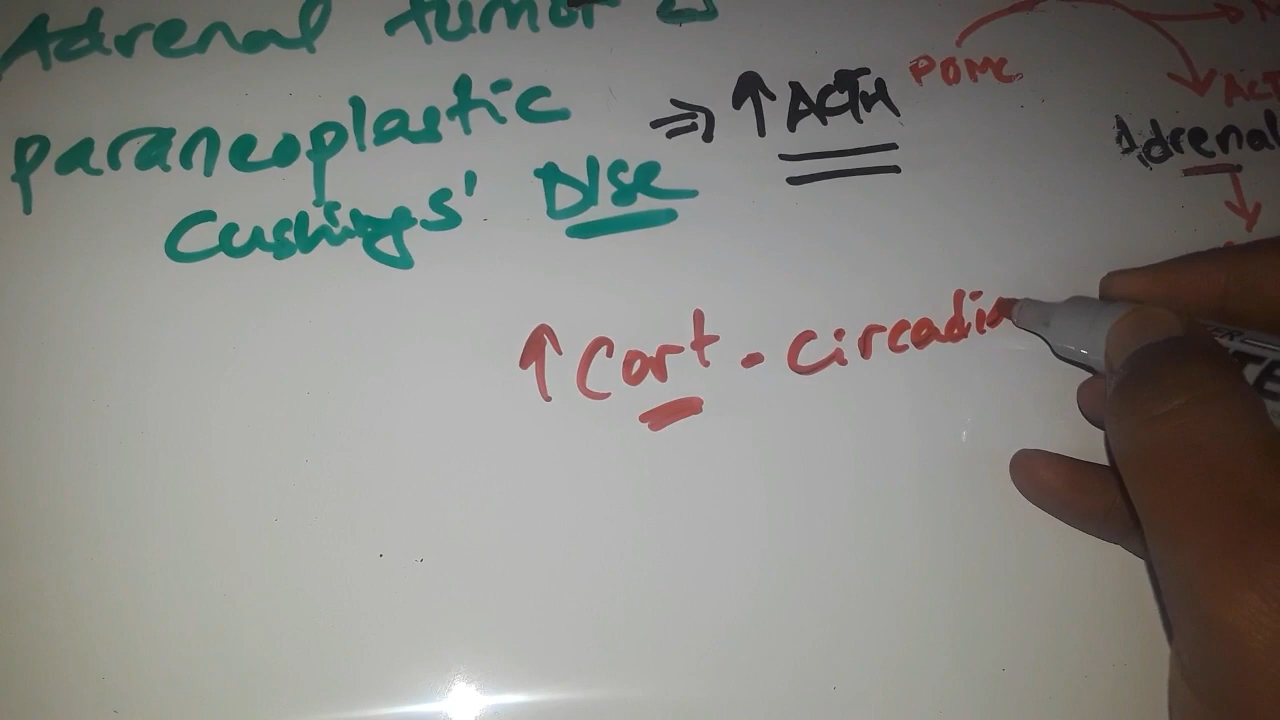 Adrenal tumor
paraneoplastic ⇒ ↑ ACTH
Cushings' DISe
POMC
Adrenal
↑ Cort - circadia